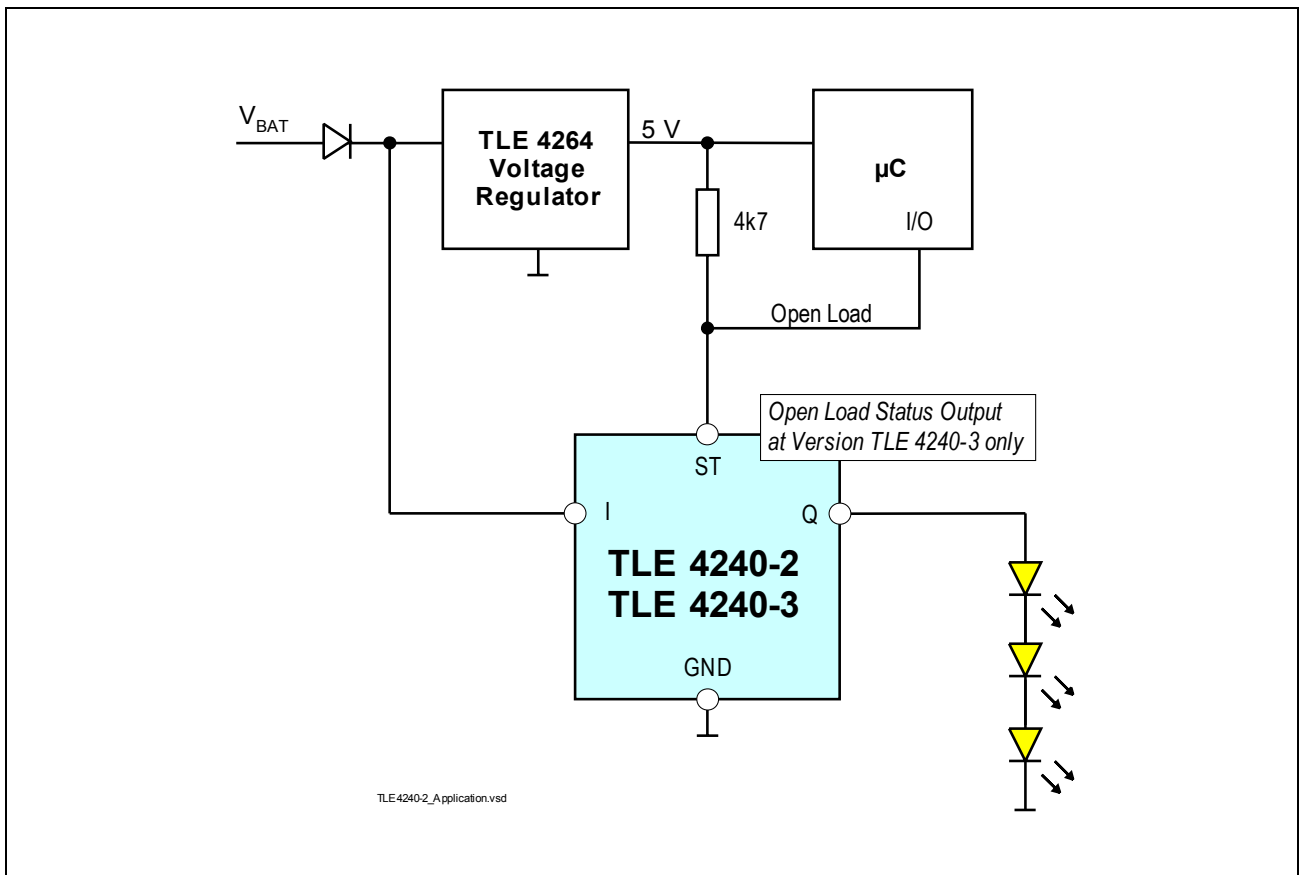 V_BAT
TLE 4264
Voltage
Regulator
5 V
µC
I/O
4k7
Open Load
Open Load Status Output
at Version TLE 4240-3 only
ST
I
Q
TLE 4240-2
TLE 4240-3
GND
TLE4240-2_Application.vsd